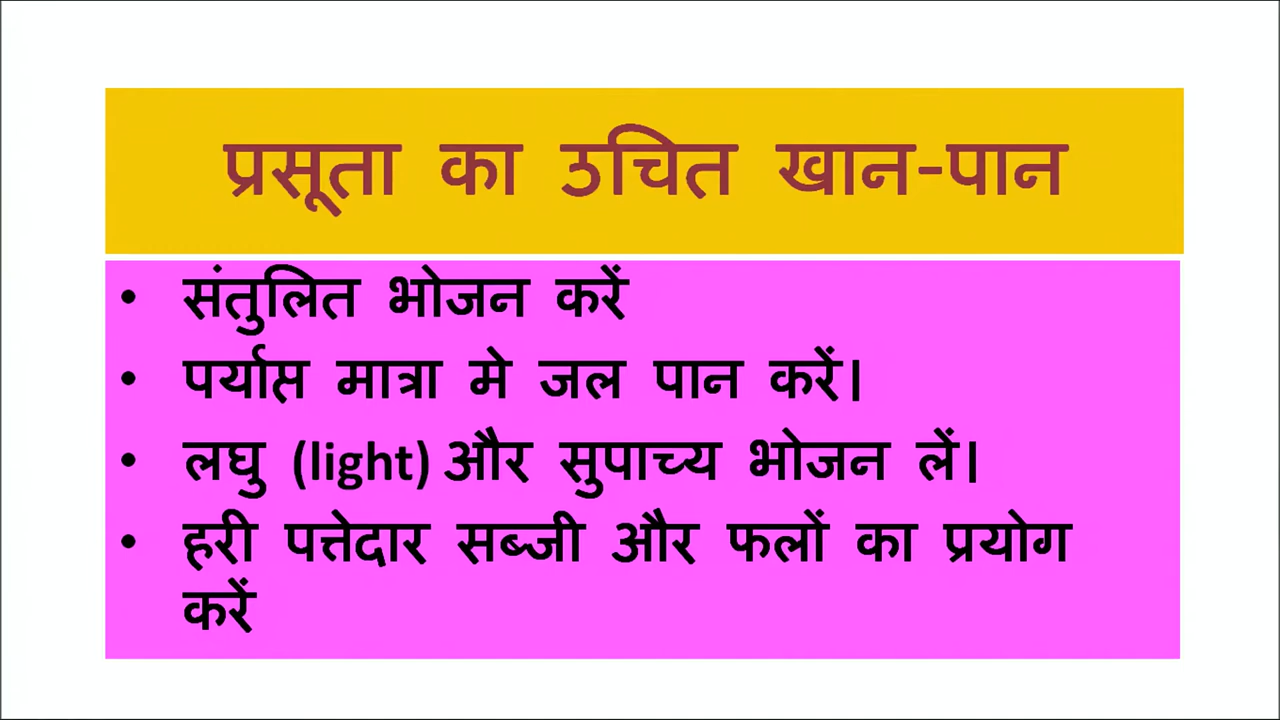 प्रसूता का उचित खान-पान
• संतुलित भोजन करें
• पर्याप्त मात्रा मे जल पान करें।
• लघु (light) और सुपाच्य भोजन लें।
• हरी पत्तेदार सब्जी और फलों का प्रयोग
करें